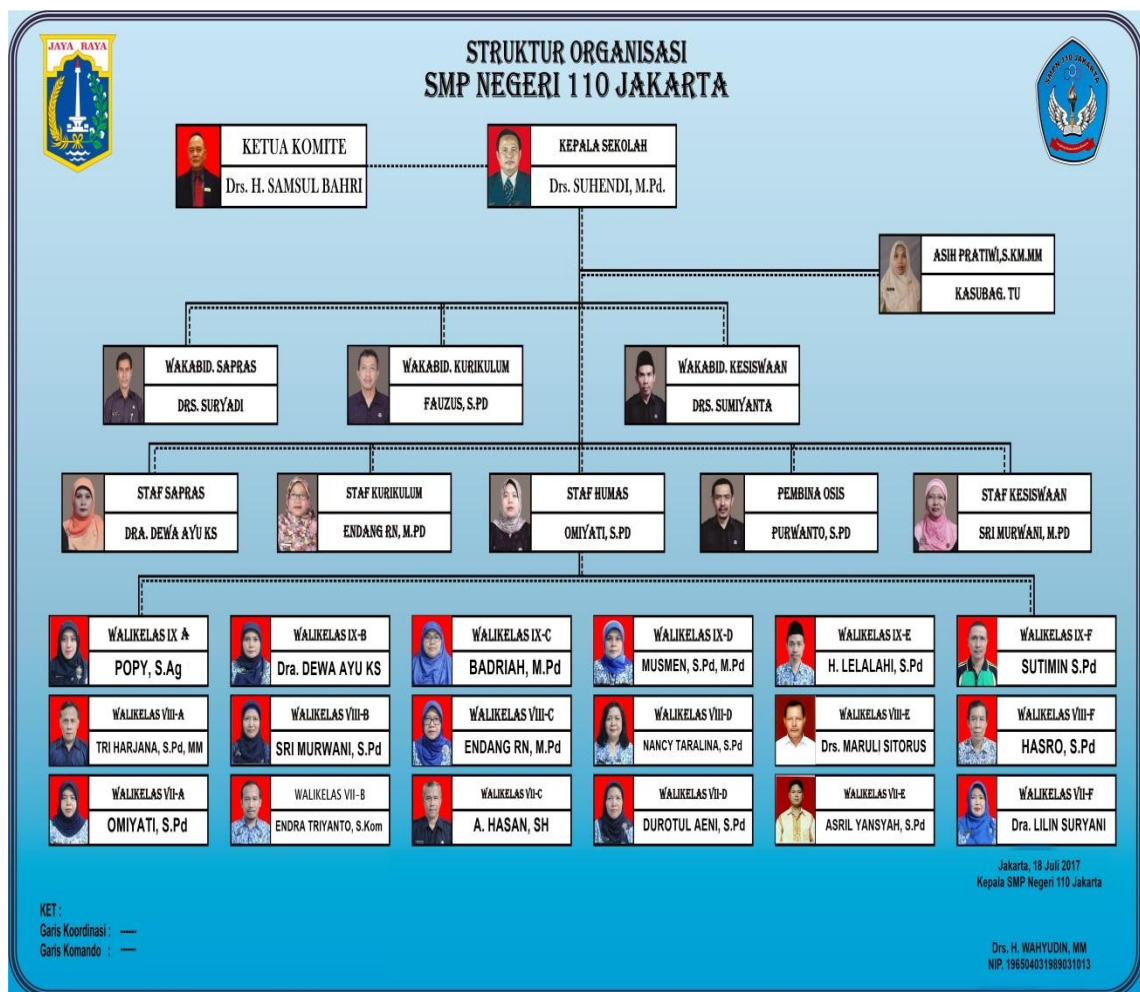 JAYA RAYA
STRUKTUR ORGANISASI
SMP NEGERI 110 JAKARTA
SMPN 110 JAKARTA
KETUA KOMITE
Drs. H. SAMSUL BAHRI
KEPALA SEKOLAH
Drs. SUHENDI, M.Pd.
ASIH PRATIWI,S.KM.MM
KASUBAG. TU
WAKABID. SAPRAS
DRS. SURYADI
WAKABID. KURIKULUM
FAUZUS, S.PD
WAKABID. KESISWAAN
DRS. SUMIYANTA
STAF SAPRAS
DRA. DEWA AYU KS
STAF KURIKULUM
ENDANG RN, M.PD
STAF HUMAS
OMIYATI, S.PD
PEMBINA OSIS
PURWANTO, S.PD
STAF KESISWAAN
SRI MURWANI, M.PD
WALIKELAS IX A
POPY, S.Ag
WALIKELAS IX-B
Dra. DEWA AYU KS
WALIKELAS IX-C
BADRIAH, M.Pd
WALIKELAS IX-D
MUSMEN, S.Pd, M.Pd
WALIKELAS IX-E
H. LELALAHI, S.Pd
WALIKELAS IX-F
SUTIMIN S.Pd
WALIKELAS VIII-A
TRI HARJANA, S.Pd, MM
WALIKELAS VIII-B
SRI MURWANI, S.Pd
WALIKELAS VIII-C
ENDANG RN, M.Pd
WALIKELAS VIII-D
NANCY TARALINA, S.Pd
WALIKELAS VIII-E
Drs. MARULI SITORUS
WALIKELAS VIII-F
HASRO, S.Pd
WALIKELAS VII-A
OMIYATI, S.Pd
WALIKELAS VII-B
ENDRA TRIYANTO, S.Kom
WALIKELAS VII-C
A. HASAN, SH
WALIKELAS VII-D
DUROTUL AENI, S.Pd
WALIKELAS VII-E
ASRIL YANSYAH, S.Pd
WALIKELAS VII-F
Dra. LILIN SURYANI
Jakarta, 18 Juli 2017
Kepala SMP Negeri 110 Jakarta
KET :
Garis Koordinasi : -----
Garis Komando : ——
Drs. H. WAHYUDIN, MM
NIP. 196504031989031013